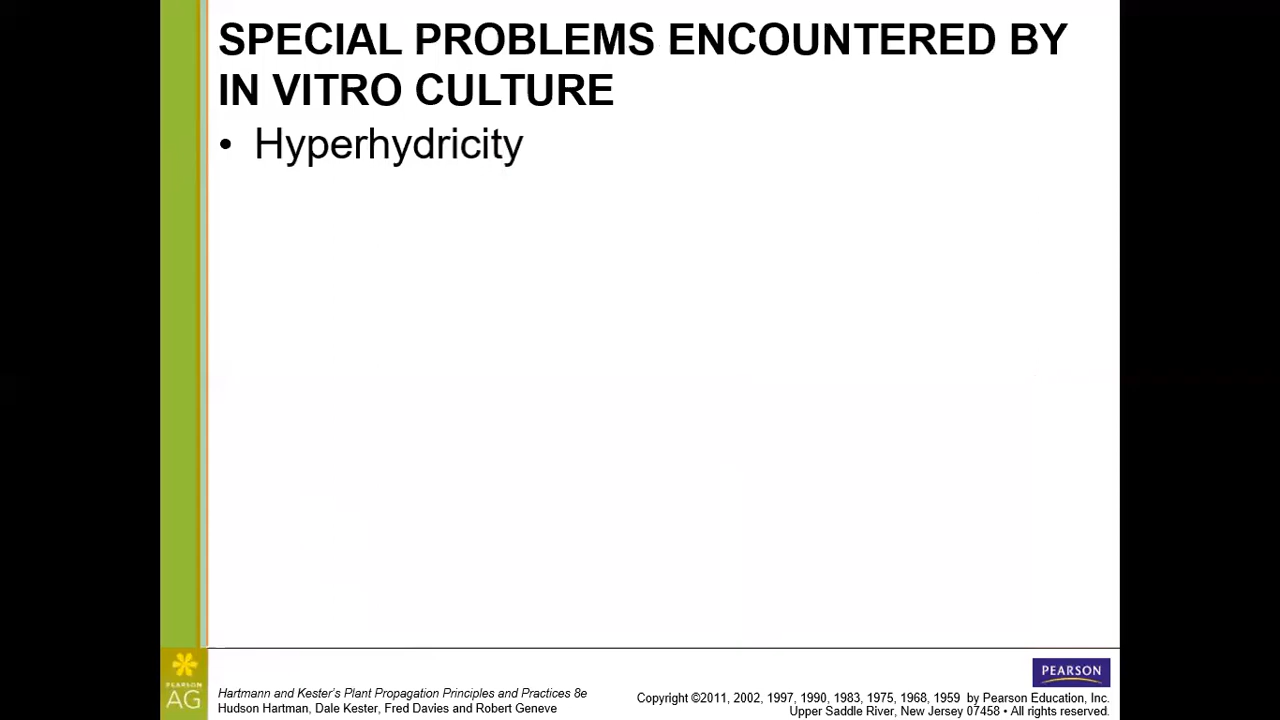 SPECIAL PROBLEMS ENCOUNTERED BY
IN VITRO CULTURE
• Hyperhydricity
PEARSON
AG
Hartmann and Kester's Plant Propagation Principles and Practices 8e
Hudson Hartman, Dale Kester, Fred Davies and Robert Geneve
PEARSON
Copyright ©2011, 2002, 1997, 1990, 1983, 1975, 1968, 1959 by Pearson Education, Inc.
Upper Saddle River, New Jersey 07458 • All rights reserved.